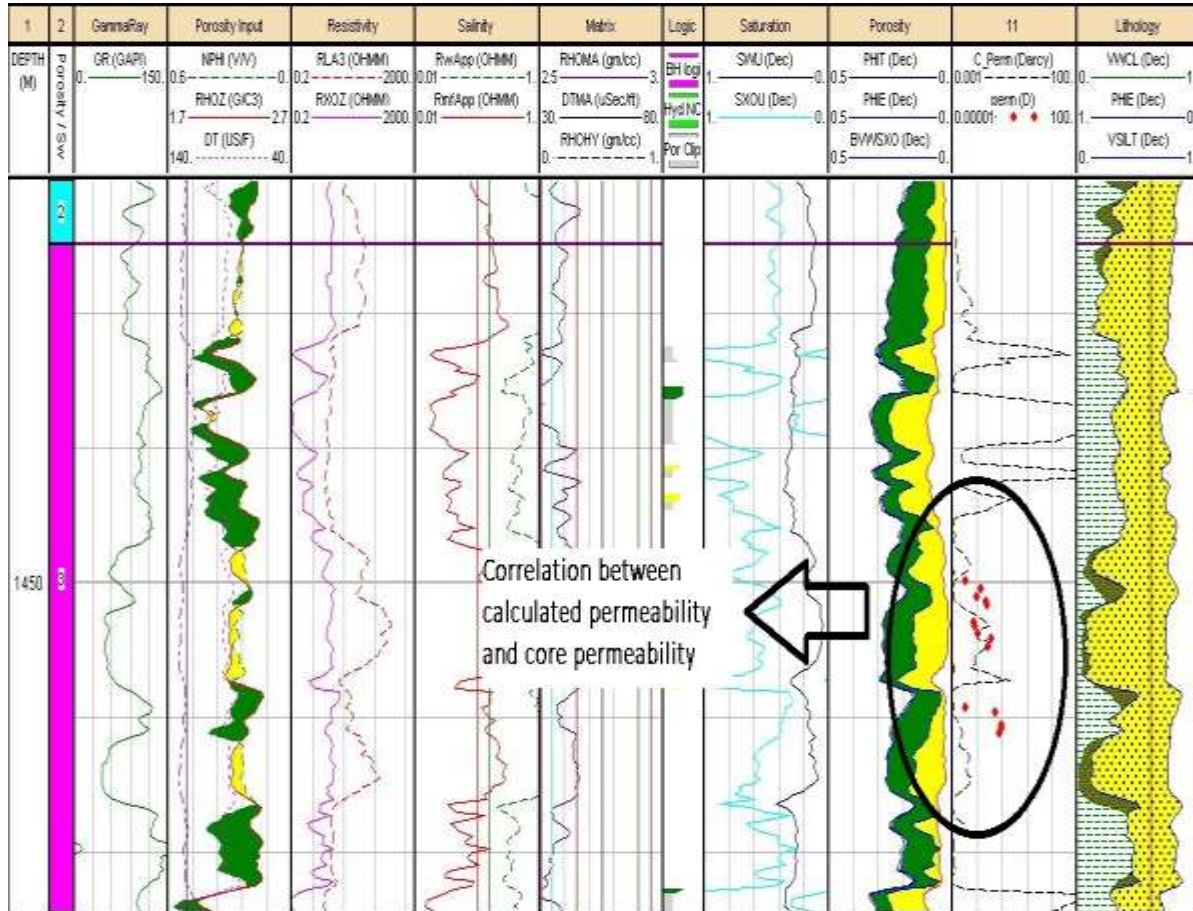 1 2 GammaRay Porosity Input Resistivity Salinity Matrix Logic Saturation Porosity 11 Lithology
DEPTH
(M)
Porosity / Sw
GR (GAPI)
0. 150.
NPHI (V/V)
0.6 -0.
RHOZ (G/C3)
1.7 2.7
DT (US/F)
140. 40.
RLA3 (OHMM)
0.2 2000.
RXOZ (OHMM)
0.2 2000.
RwApp (OHMM)
0.01 1.
RmfApp (OHMM)
0.01 1.
RHOMA (gm/cc)
2.5 3.
DTMA (uSec/ft)
30. 80.
RHOHY (gm/cc)
0. 1.
BH logi
Hyd NC
Por Clip
SWU (Dec)
1. 0.
SXOU (Dec)
1. 0.
PHIT (Dec)
0.5 0.
PHIE (Dec)
0.5 0.
BVWSXO (Dec)
0.5 0.
C_Perm (Darcy)
0.001 100.
0.00001 100.
VWCL (Dec)
0. 1.
PHIE (Dec)
1. 0.
VSILT (Dec)
0. 1.
2
3
1450
Correlation between
calculated permeability
and core permeability